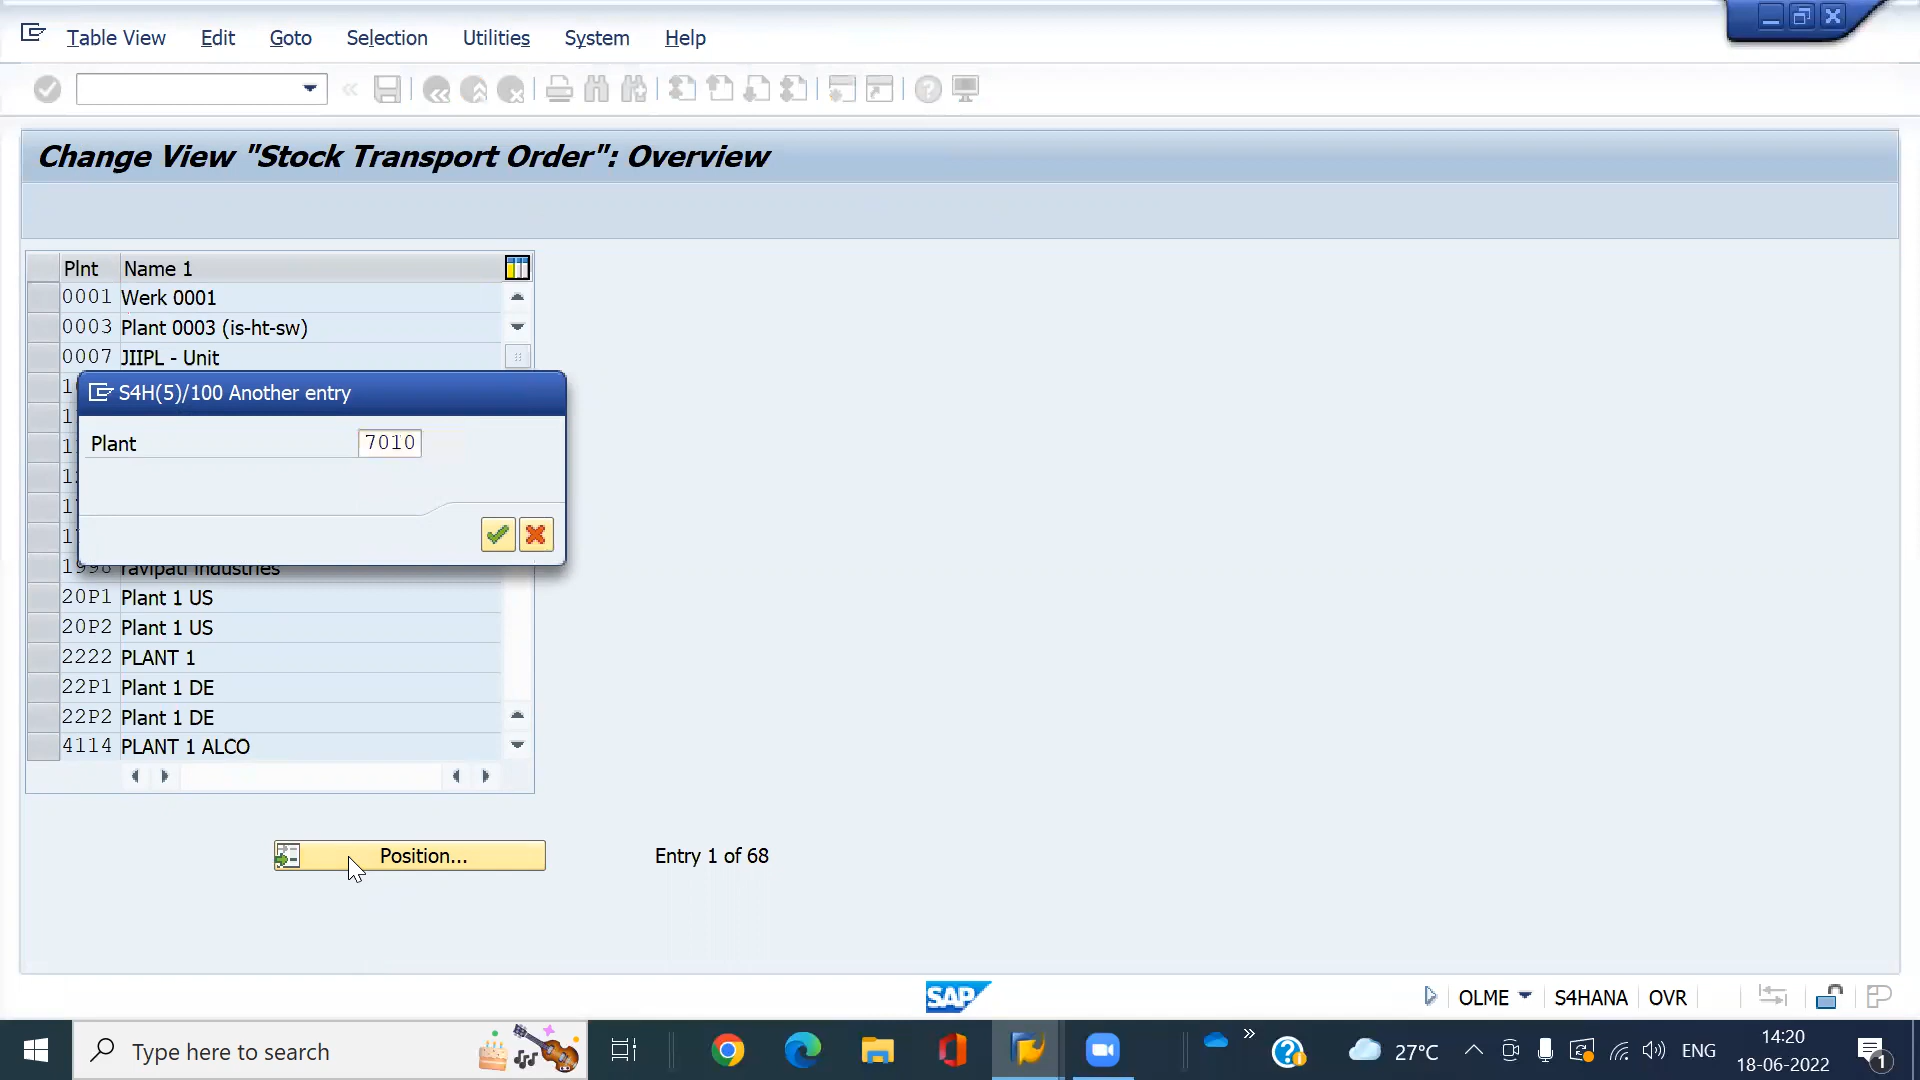 Table View Edit Goto Selection Utilities System Help
Change View "Stock Transport Order": Overview
Plnt Name 1
0001 Werk 0001
0003 Plant 0003 (is-ht-sw)
0007 JIIPL - Unit
S4H(5)/100 Another entry
Plant 7010
1998 ravipati industries
20P1 Plant 1 US
20P2 Plant 1 US
2222 PLANT 1
22P1 Plant 1 DE
22P2 Plant 1 DE
4114 PLANT 1 ALCO
Position... Entry 1 of 68
SAP OLME S4HANA OVR
Type here to search 27°C ENG 14:20
18-06-2022 1